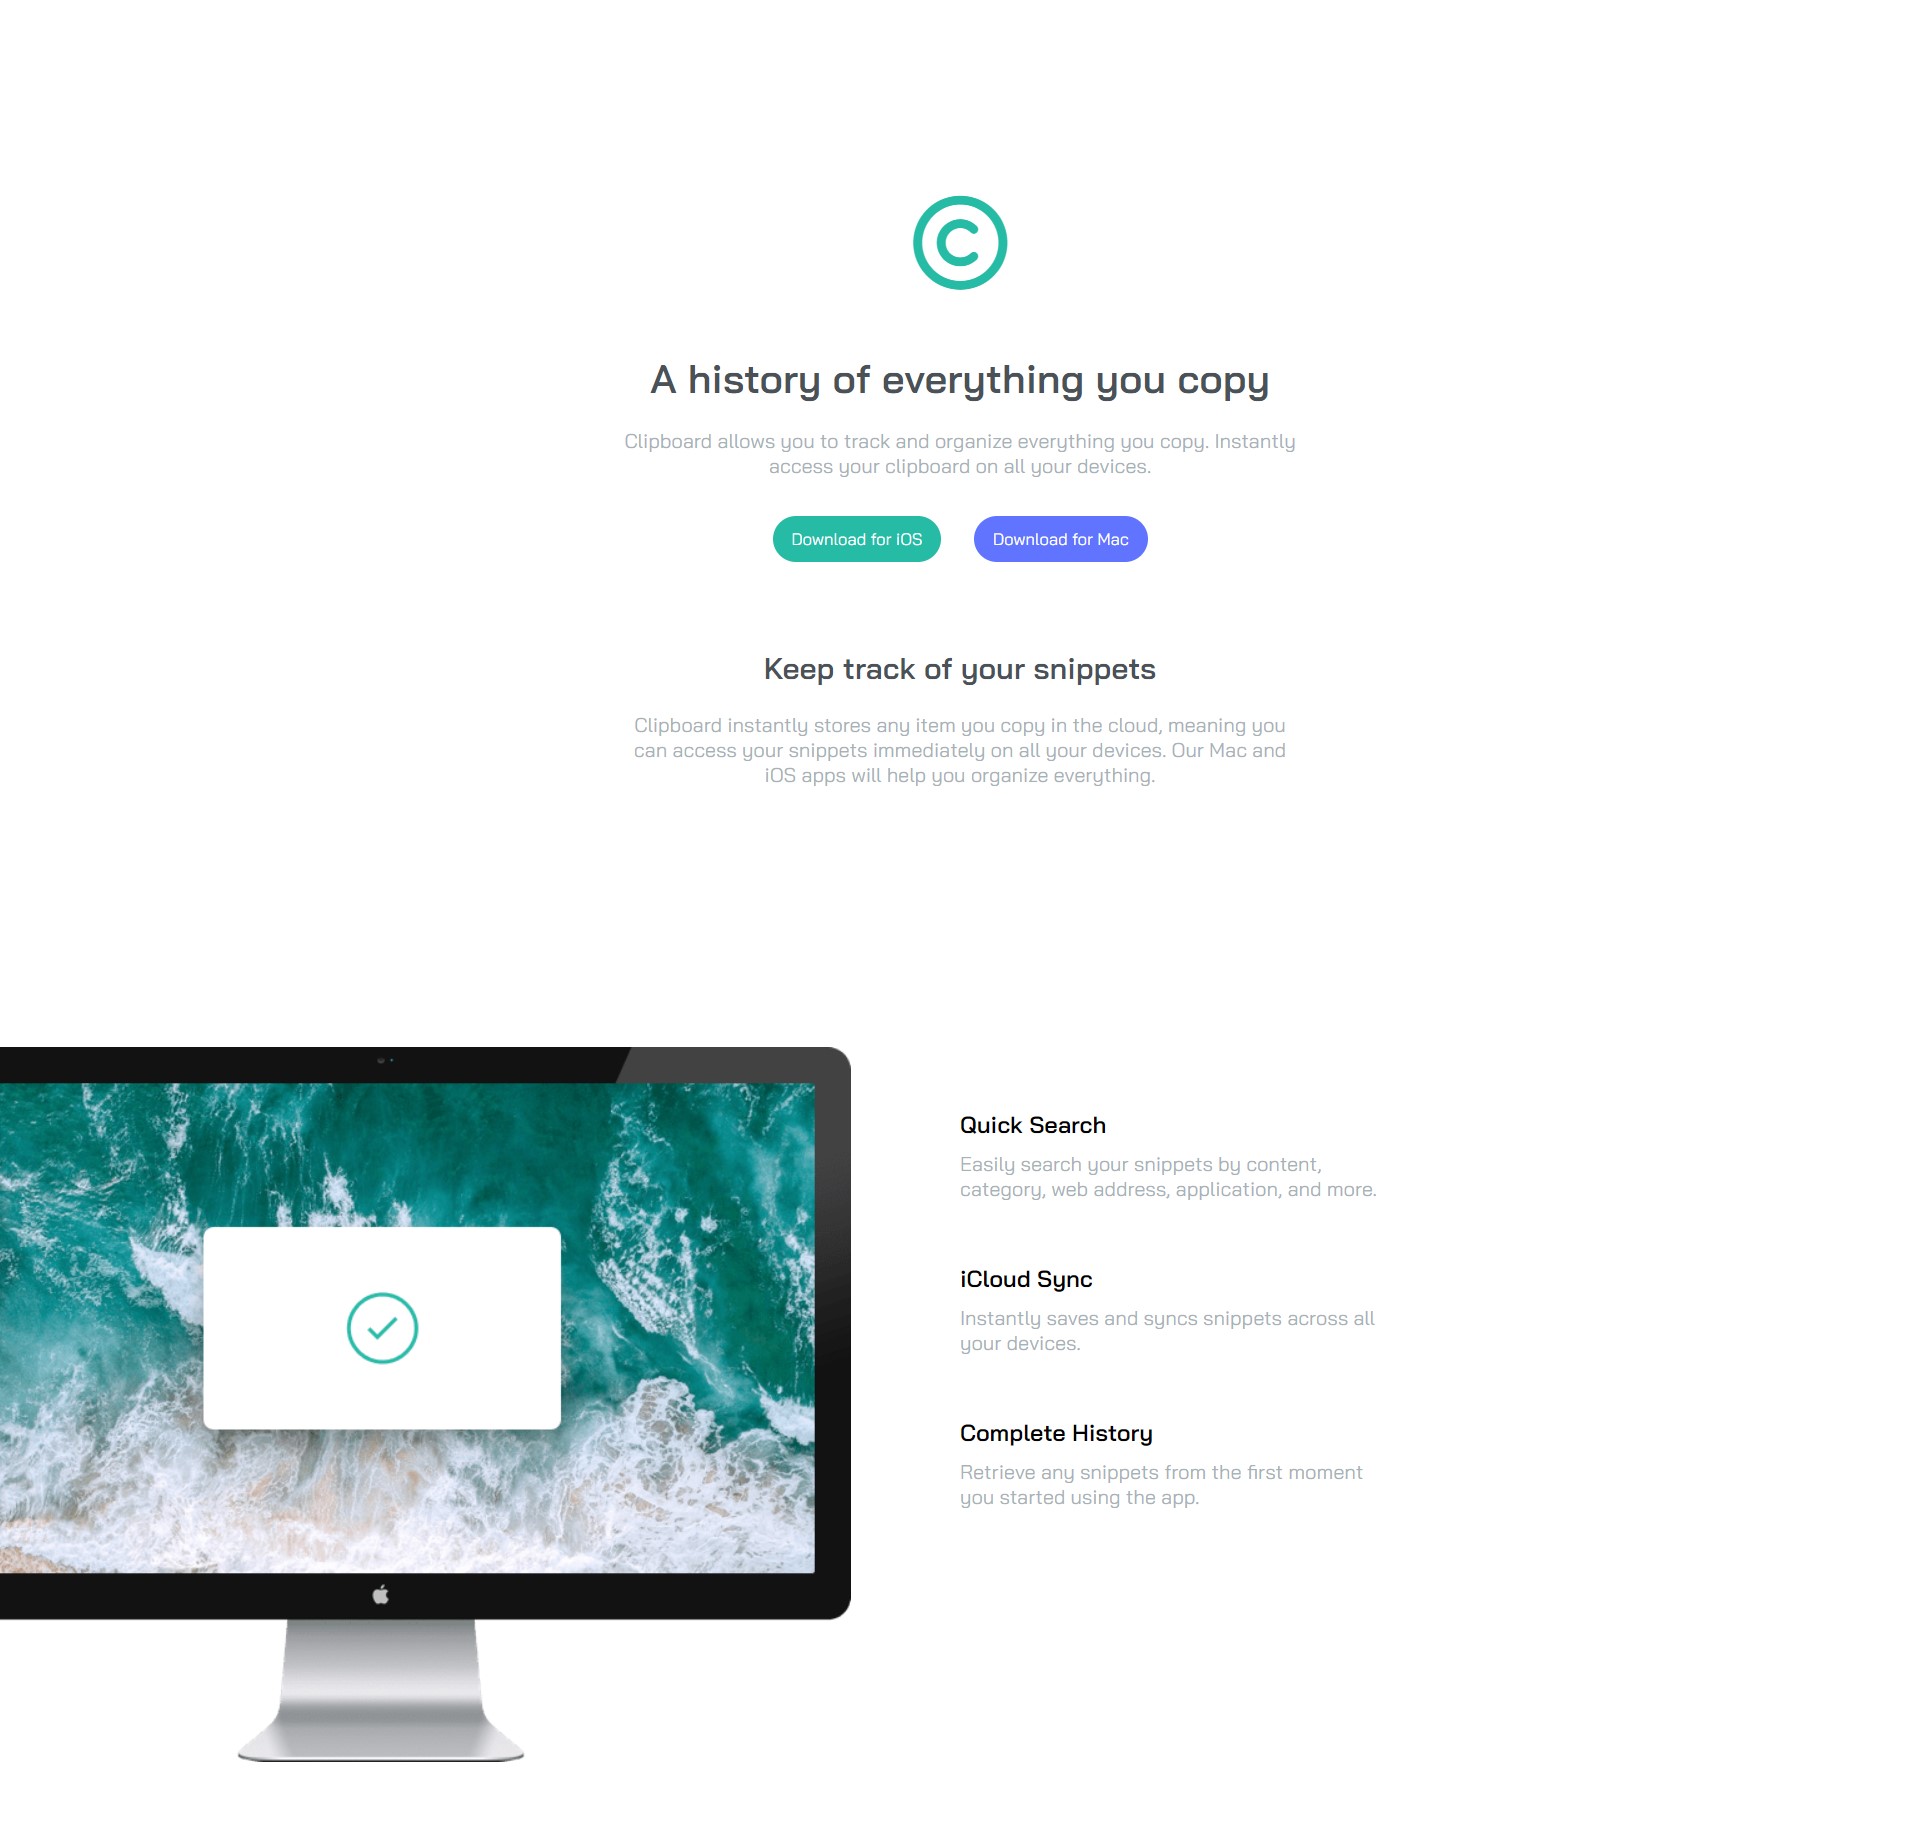 C
A history of everything you copy
Clipboard allows you to track and organize everything you copy. Instantly
access your clipboard on all your devices.
Download for iOS
Download for Mac
Keep track of your snippets
Clipboard instantly stores any item you copy in the cloud, meaning you
can access your snippets immediately on all your devices. Our Mac and
iOS apps will help you organize everything.
Quick Search
Easily search your snippets by content,
category, web address, application, and more.
iCloud Sync
Instantly saves and syncs snippets across all
your devices.
Complete History
Retrieve any snippets from the first moment
you started using the app.